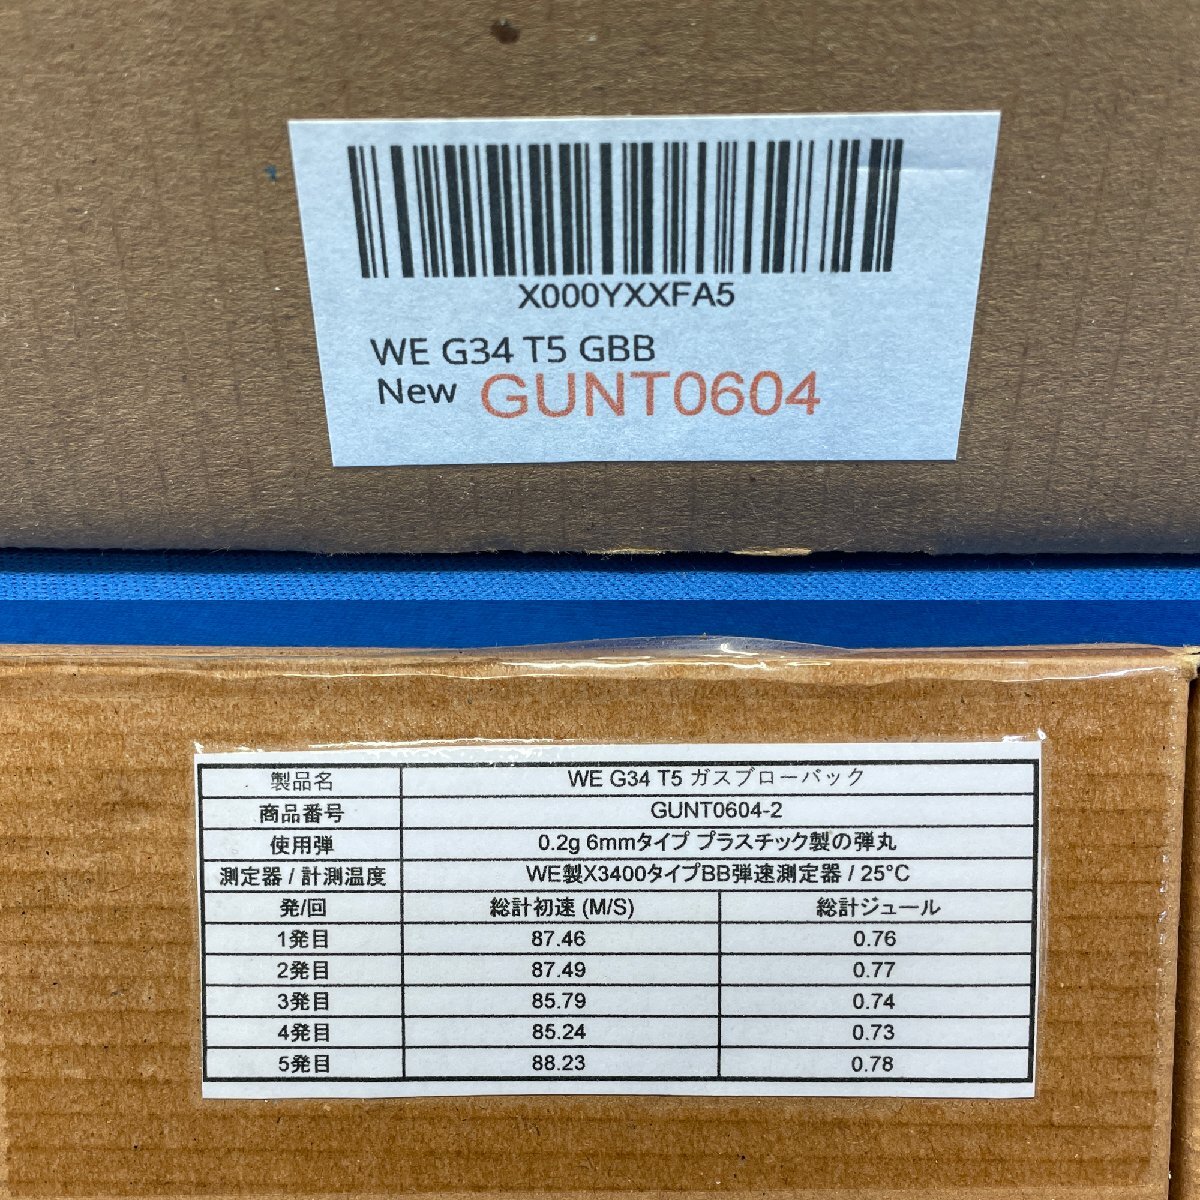 X000YXXFA5
WE G34 T5 GBB
New GUNT0604
製品名 WE G34 T5 ガスブローバック
商品番号 GUNT0604-2
使用弾 0.2g 6mmタイプ プラスチック製の弾丸
測定器 / 計測温度 WE製X3400タイプBB弾速測定器 / 25°C
発/回 総計初速 (M/S) 総計ジュール
1発目 87.46 0.76
2発目 87.49 0.77
3発目 85.79 0.74
4発目 85.24 0.73
5発目 88.23 0.78